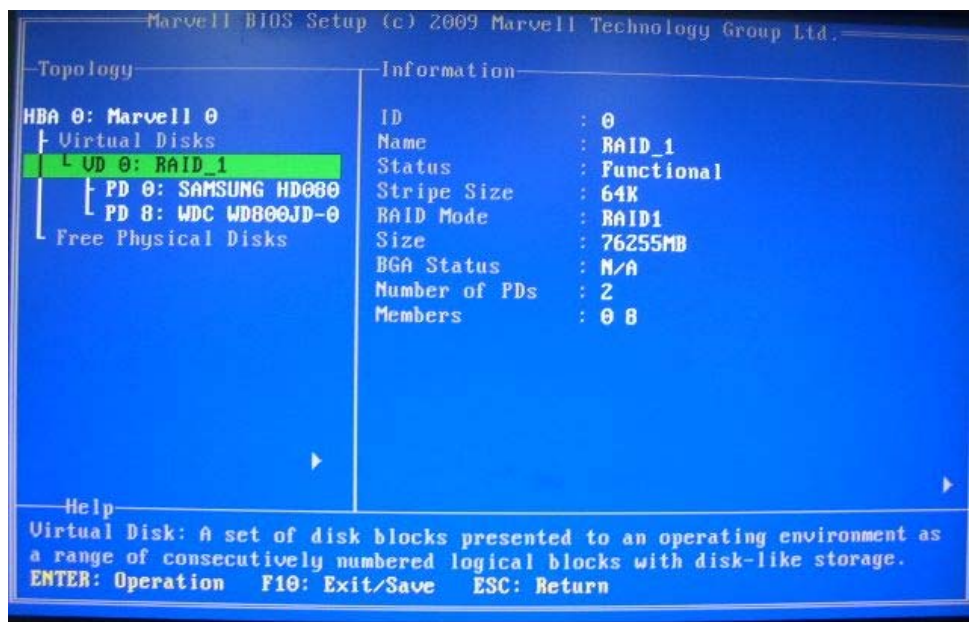 Marvell BIOS Setup (c) 2009 Marvell Technology Group Ltd.
Topology
HBA 0: Marvell 0
Virtual Disks
VD 0: RAID_1
PD 0: SAMSUNG HD080
PD 8: WDC WD800JD-0
Free Physical Disks
Information
ID : 0
Name : RAID_1
Status : Functional
Stripe Size : 64K
RAID Mode : RAID1
Size : 76255MB
BGA Status : N/A
Number of PDs : 2
Members : 0 8
Help
Virtual Disk: A set of disk blocks presented to an operating environment as
a range of consecutively numbered logical blocks with disk-like storage.
ENTER: Operation F10: Exit/Save ESC: Return